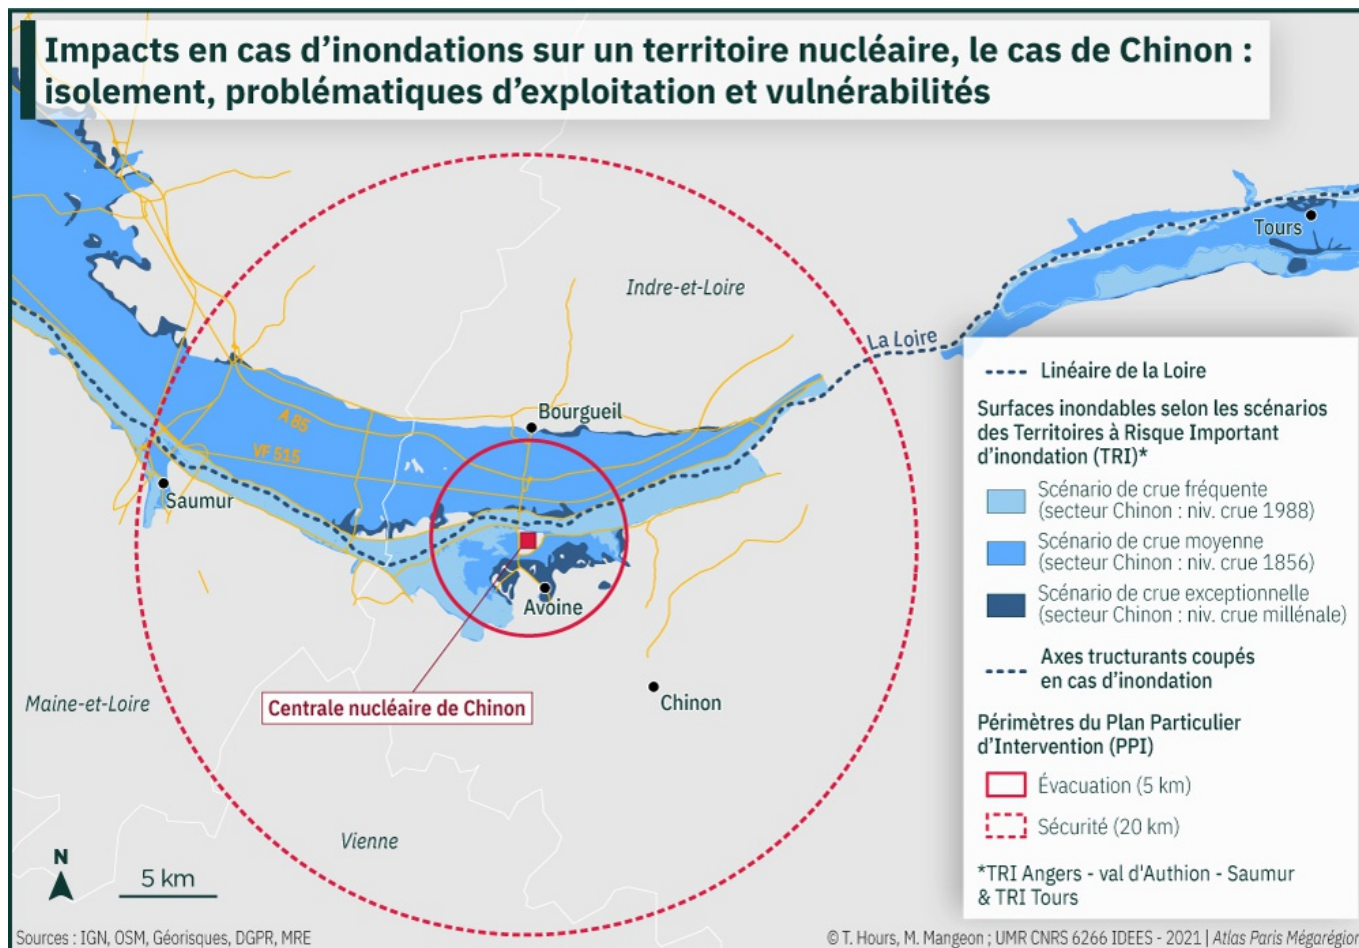 Impacts en cas d’inondations sur un territoire nucléaire, le cas de Chinon :
isolement, problématiques d’exploitation et vulnérabilités
Tours
Indre-et-Loire
La Loire
Bourgueil
A 85
VF 515
Saumur
Avoine
Centrale nucléaire de Chinon
Chinon
Maine-et-Loire
Vienne
N
5 km
Linéaire de la Loire
Surfaces inondables selon les scénarios
des Territoires à Risque Important
d’inondation (TRI)*
Scénario de crue fréquente
(secteur Chinon : niv. crue 1988)
Scénario de crue moyenne
(secteur Chinon : niv. crue 1856)
Scénario de crue exceptionnelle
(secteur Chinon : niv. crue millénale)
Axes tructurants coupés
en cas d’inondation
Périmètres du Plan Particulier
d’Intervention (PPI)
Évacuation (5 km)
Sécurité (20 km)
*TRI Angers - val d'Authion - Saumur
& TRI Tours
Sources : IGN, OSM, Géorisques, DGPR, MRE
© T. Hours, M. Mangeon ; UMR CNRS 6266 IDEES - 2021 | Atlas Paris Mégarégion